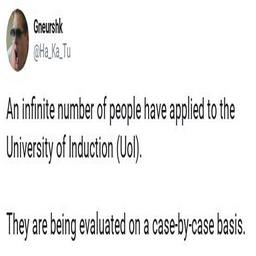 Gneurshk
@Ha_Ka_Tu
An infinite number of people have applied to the
University of Induction (UoI).
They are being evaluated on a case-by-case basis.